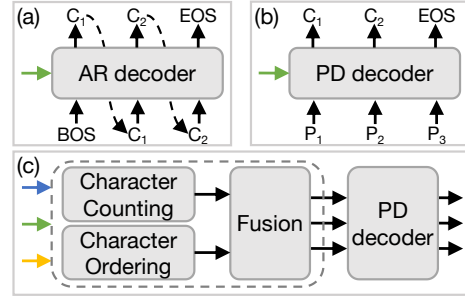 (a) C₁ C₂ EOS
AR decoder
BOS C₁ C₂
(b) C₁ C₂ EOS
PD decoder
P₁ P₂ P₃
(c)
Character
Counting
Character
Ordering
Fusion
PD
decoder